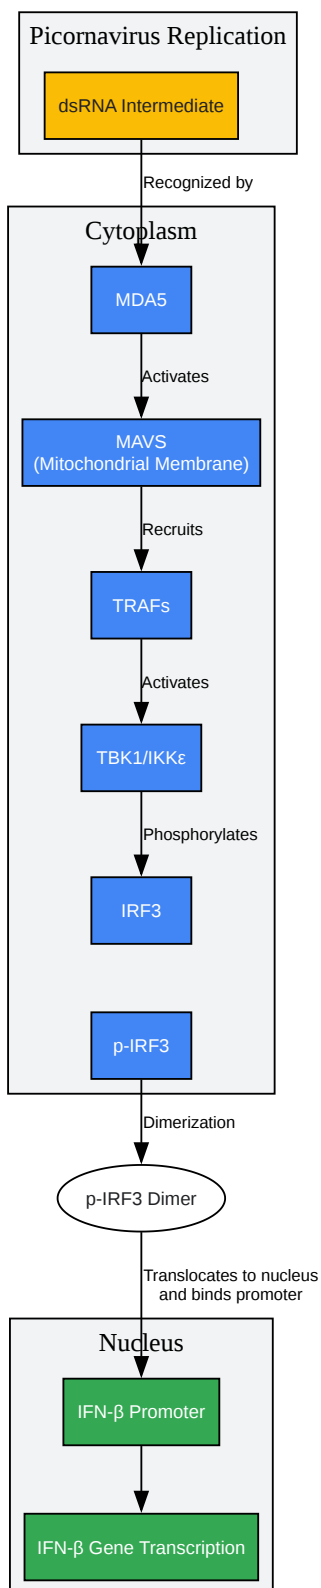 Picornavirus Replication
dsRNA Intermediate
Recognized by
Cytoplasm
MDA5
Activates
MAVS
(Mitochondrial Membrane)
Recruits
TRAFs
Activates
TBK1/IKKε
Phosphorylates
IRF3
p-IRF3
Dimerization
p-IRF3 Dimer
Translocates to nucleus
and binds promoter
Nucleus
IFN-β Promoter
IFN-β Gene Transcription